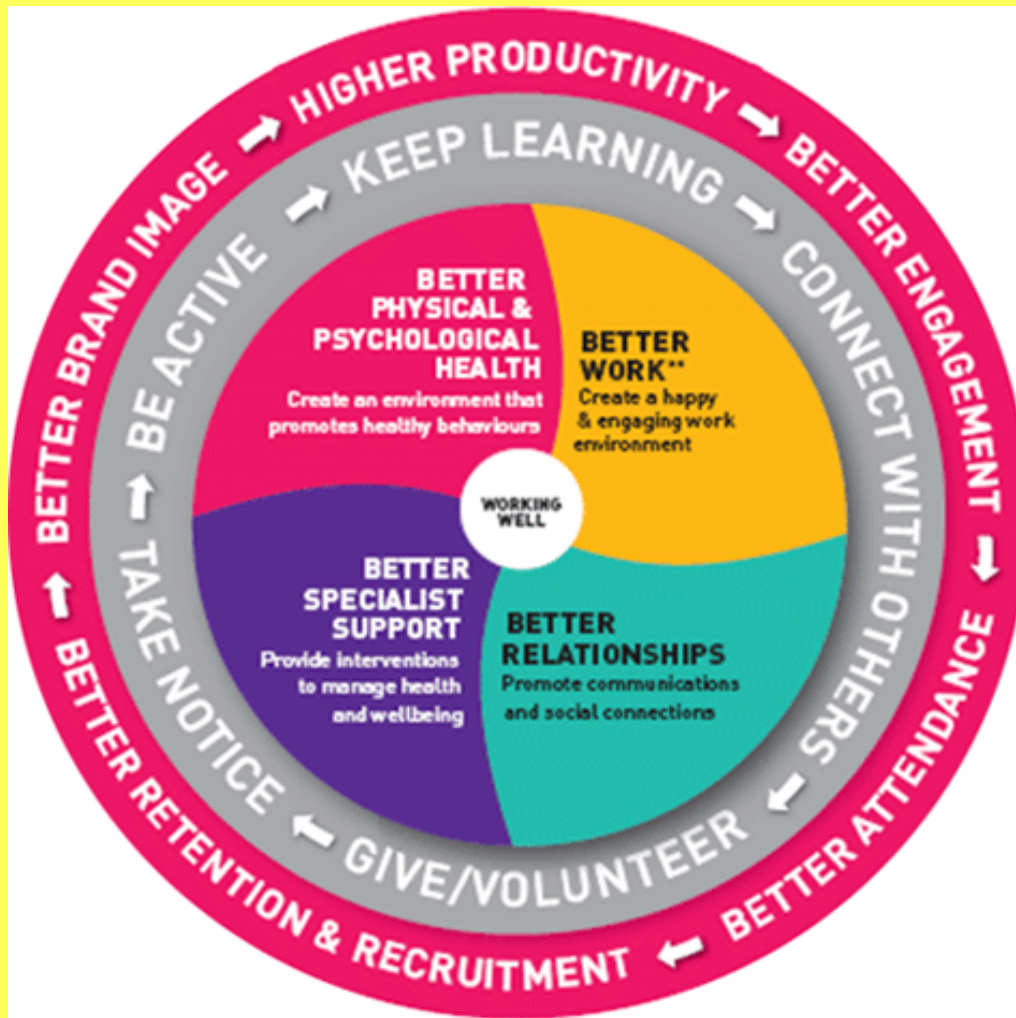 HIGHER PRODUCTIVITY
BETTER ENGAGEMENT
BETTER ATTENDANCE
BETTER RETENTION & RECRUITMENT
BETTER BRAND IMAGE
KEEP LEARNING
CONNECT WITH OTHERS
GIVE/VOLUNTEER
TAKE NOTICE
BE ACTIVE
BETTER
PHYSICAL &
PSYCHOLOGICAL
HEALTH
Create an environment that
promotes healthy behaviours
BETTER
WORK**
Create a happy
& engaging work
environment
WORKING
WELL
BETTER
SPECIALIST
SUPPORT
Provide interventions
to manage health
and wellbeing
BETTER
RELATIONSHIPS
Promote communications
and social connections